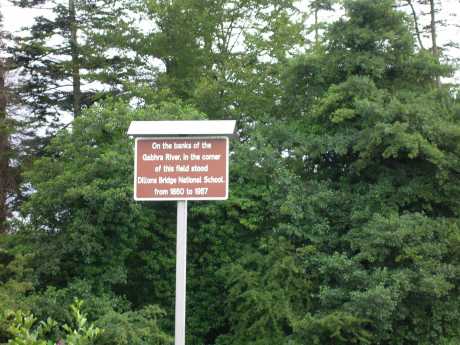 On the banks of the
Gabhra River, in the corner
of this field stood
Dillons Bridge National School,
from 1860 to 1957